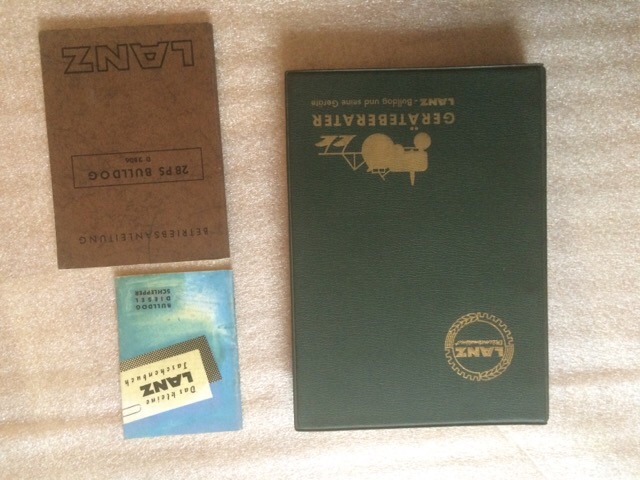 BETRIEBSANLEITUNG
28 PS BULLDOG
D 2806
LANZ
Das kleine
LANZ
Taschenbuch
BULLDOG
DIESEL
SCHLEPPER
LANZ
GERÄTEBERATER
LANZ - Bulldog und seine Geräte